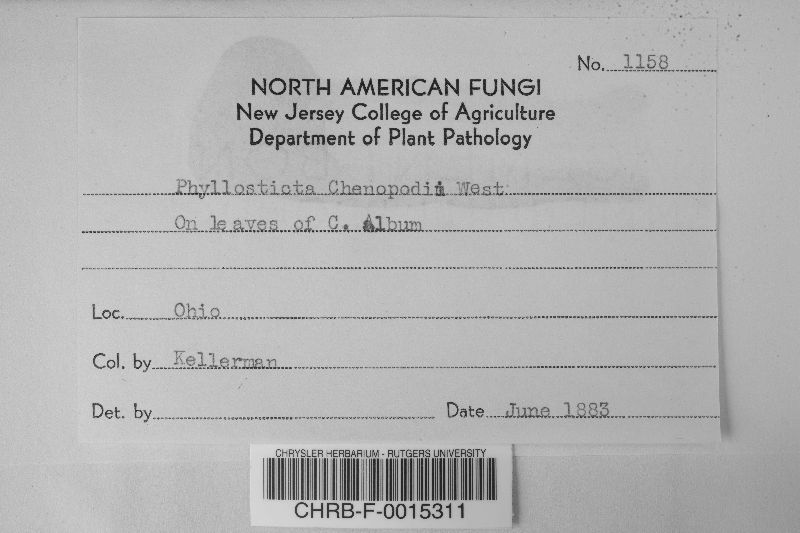 No. 1158
NORTH AMERICAN FUNGI
New Jersey College of Agriculture
Department of Plant Pathology
Phyllosticta Chenopodii West
On leaves of C. Album
Loc. Ohio
Col. by Kellerman
Det. by
Date June 1883
CHRYSLER HERBARIUM - RUTGERS UNIVERSITY
CHRB-F-0015311